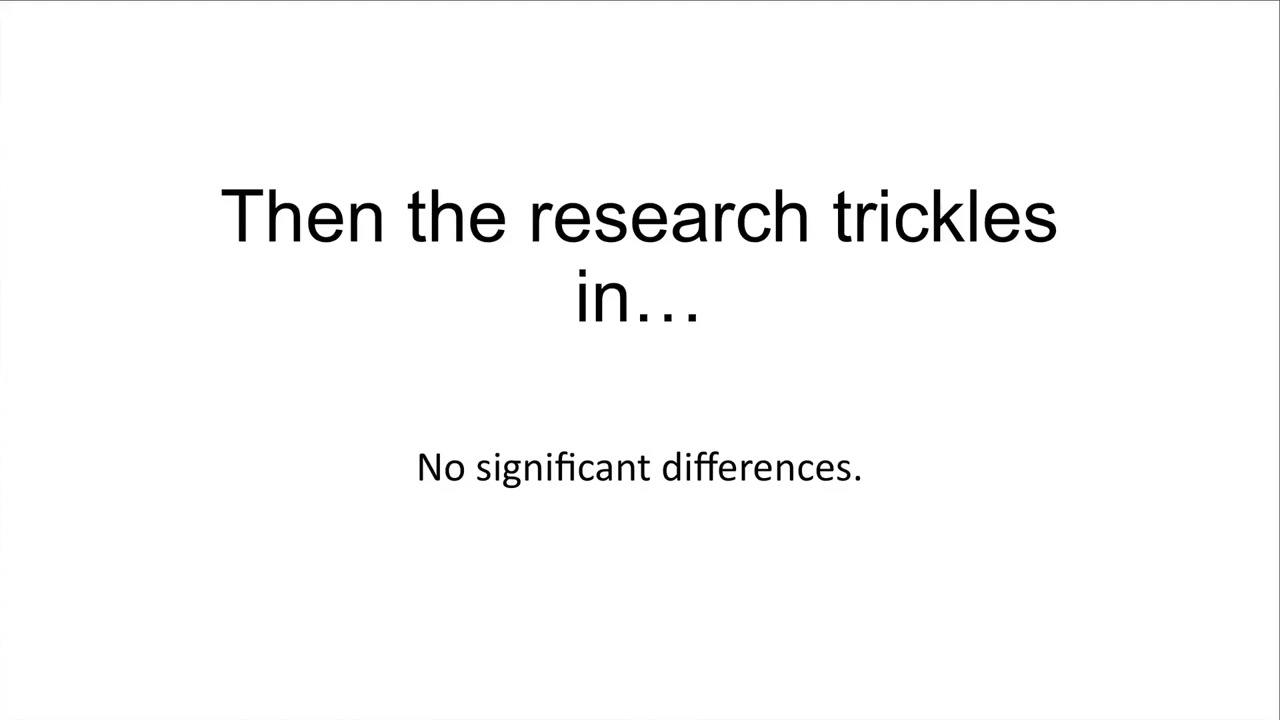 Then the research trickles
in…
No significant differences.